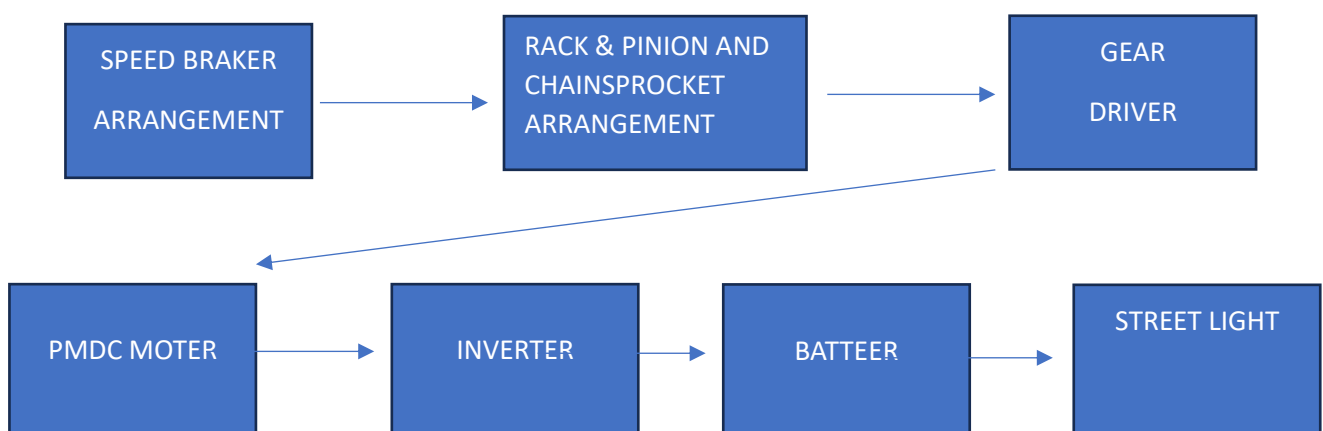 SPEED BRAKER
ARRANGEMENT
RACK & PINION AND
CHAINSPROCKET
ARRANGEMENT
GEAR
DRIVER
PMDC MOTER
INVERTER
BATTEER
STREET LIGHT